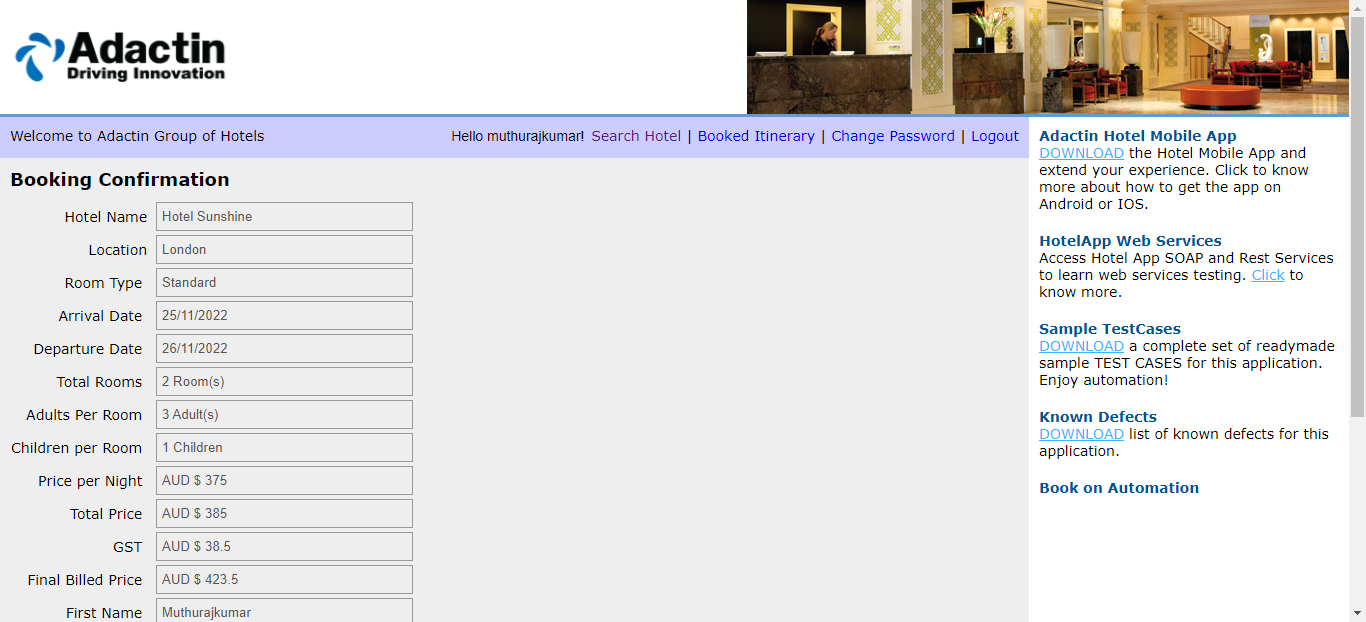 Adactin
Driving Innovation
Welcome to Adactin Group of Hotels
Hello muthurajkumar! Search Hotel | Booked Itinerary | Change Password | Logout
Booking Confirmation
Hotel Name Hotel Sunshine
Location London
Room Type Standard
Arrival Date 25/11/2022
Departure Date 26/11/2022
Total Rooms 2 Room(s)
Adults Per Room 3 Adult(s)
Children per Room 1 Children
Price per Night AUD $ 375
Total Price AUD $ 385
GST AUD $ 38.5
Final Billed Price AUD $ 423.5
First Name Muthurajkumar
Adactin Hotel Mobile App
DOWNLOAD the Hotel Mobile App and
extend your experience. Click to know
more about how to get the app on
Android or IOS.
HotelApp Web Services
Access Hotel App SOAP and Rest Services
to learn web services testing. Click to
know more.
Sample TestCases
DOWNLOAD a complete set of readymade
sample TEST CASES for this application.
Enjoy automation!
Known Defects
DOWNLOAD list of known defects for this
application.
Book on Automation